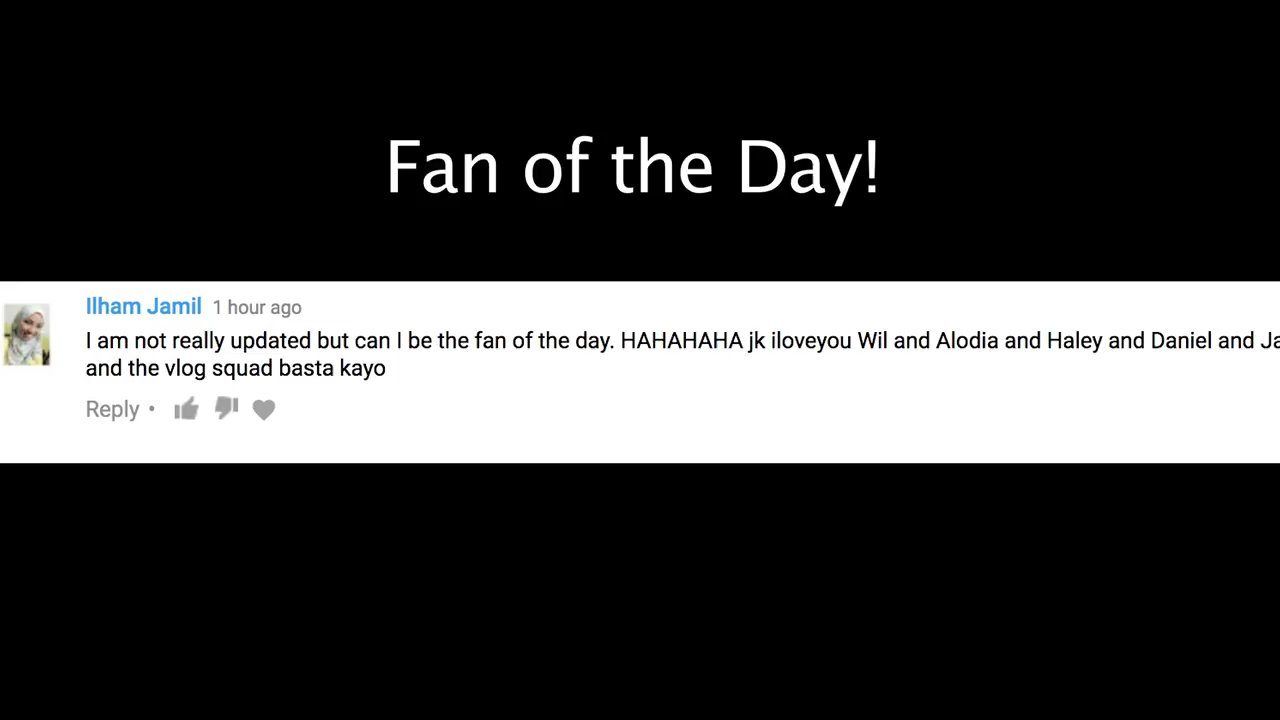 Fan of the Day!
Ilham Jamil 1 hour ago
I am not really updated but can I be the fan of the day. HAHAHAHA jk iloveyou Wil and Alodia and Haley and Daniel and
and the vlog squad basta kayo
Reply •